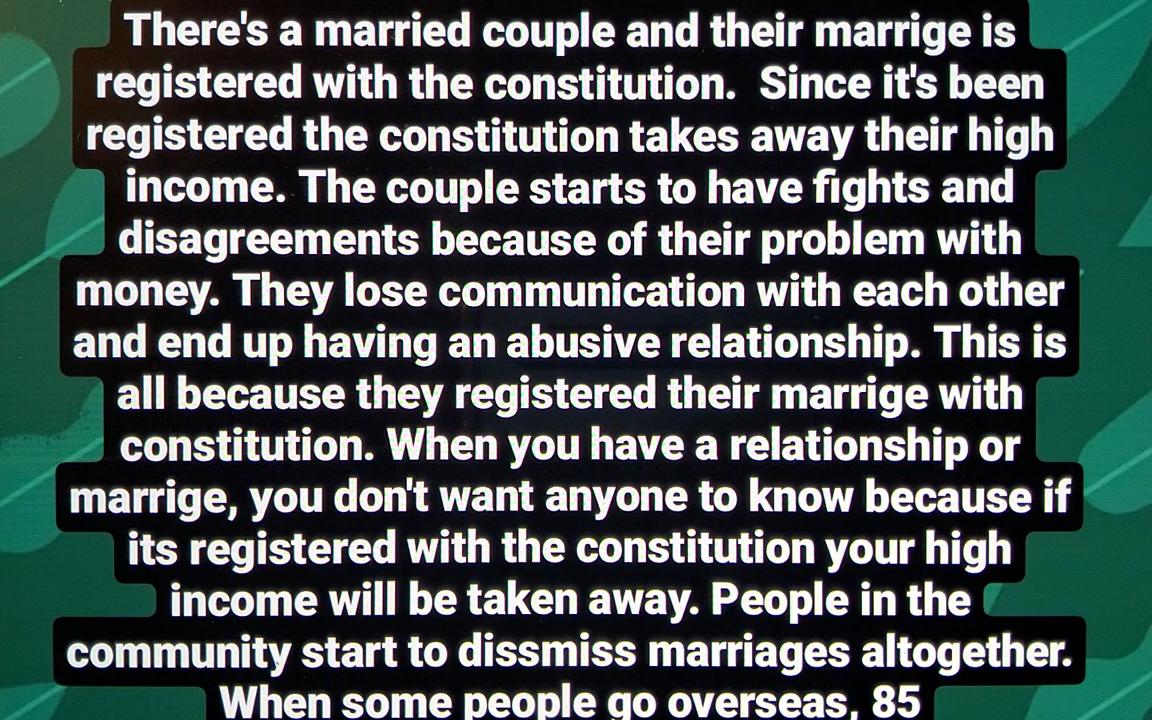 There's a married couple and their marrige is
registered with the constitution.  Since it's been
registered the constitution takes away their high
income. The couple starts to have fights and
disagreements because of their problem with
money. They lose communication with each other
and end up having an abusive relationship. This is
all because they registered their marrige with
constitution. When you have a relationship or
marrige, you don't want anyone to know because if
its registered with the constitution your high
income will be taken away. People in the
community start to dissmiss marriages altogether.
When some people go overseas, 85